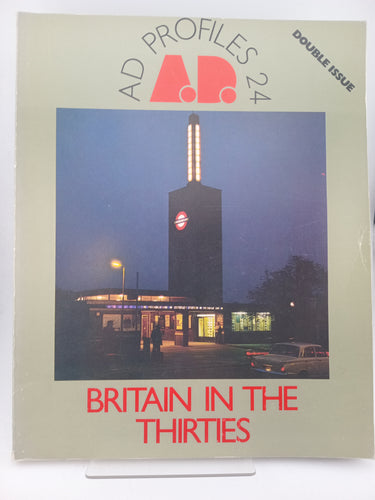 AD PROFILES 24
A.D.
DOUBLE ISSUE
BRITAIN IN THE
THIRTIES